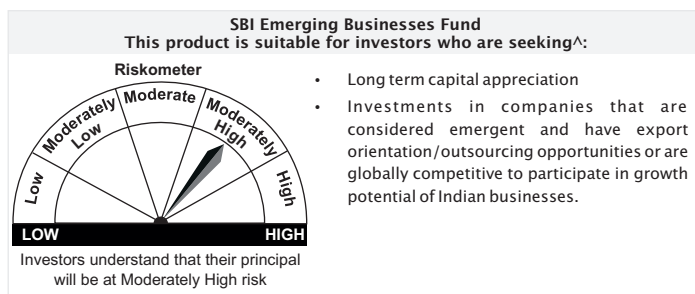 SBI Emerging Businesses Fund
This product is suitable for investors who are seeking^:
Riskometer
Low
Moderately
Low
Moderate
Moderately
High
High
LOW
HIGH
Investors understand that their principal
will be at Moderately High risk
• Long term capital appreciation
• Investments in companies that are
considered emergent and have export
orientation/outsourcing opportunities or are
globally competitive to participate in growth
potential of Indian businesses.